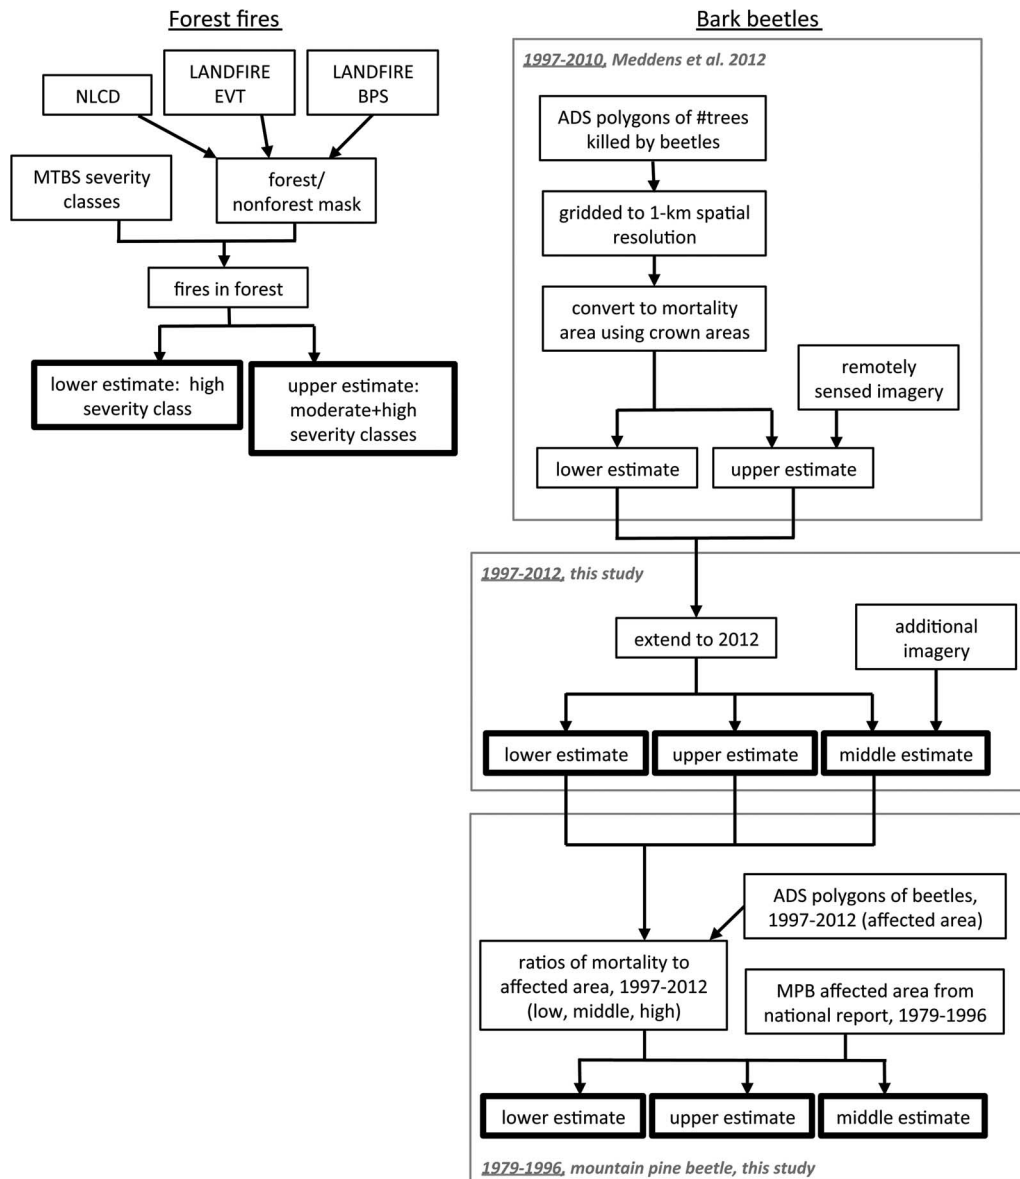 Forest fires
NLCD
LANDFIRE
EVT
LANDFIRE
BPS
MTBS severity
classes
forest/
nonforest mask
fires in forest
lower estimate: high
severity class
upper estimate:
moderate+high
severity classes
Bark beetles
1997-2010, Meddens et al. 2012
ADS polygons of #trees
killed by beetles
gridded to 1-km spatial
resolution
convert to mortality
area using crown areas
remotely
sensed imagery
lower estimate
upper estimate
1997-2012, this study
extend to 2012
additional
imagery
lower estimate
upper estimate
middle estimate
ADS polygons of beetles,
1997-2012 (affected area)
ratios of mortality to
affected area, 1997-2012
(low, middle, high)
MPB affected area from
national report, 1979-1996
lower estimate
upper estimate
middle estimate
1979-1996, mountain pine beetle, this study